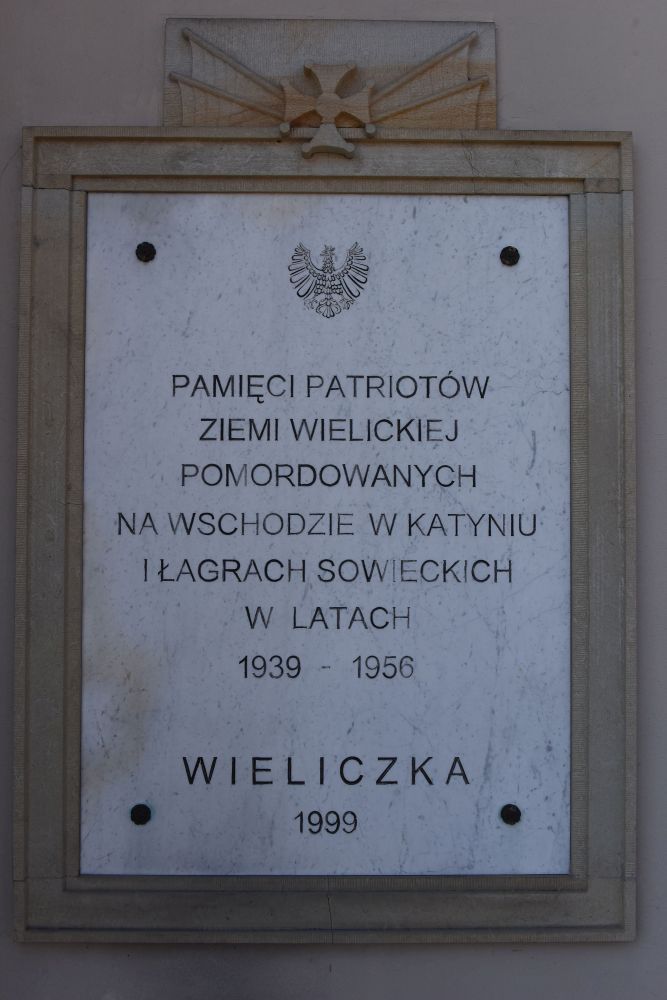 PAMIĘCI PATRIOTÓW
ZIEMI WIELICKIEJ
POMORDOWANYCH
NA WSCHODZIE W KATYNIU
I ŁAGRACH SOWIECKICH
W LATACH
1939 - 1956
WIELICZKA
1999